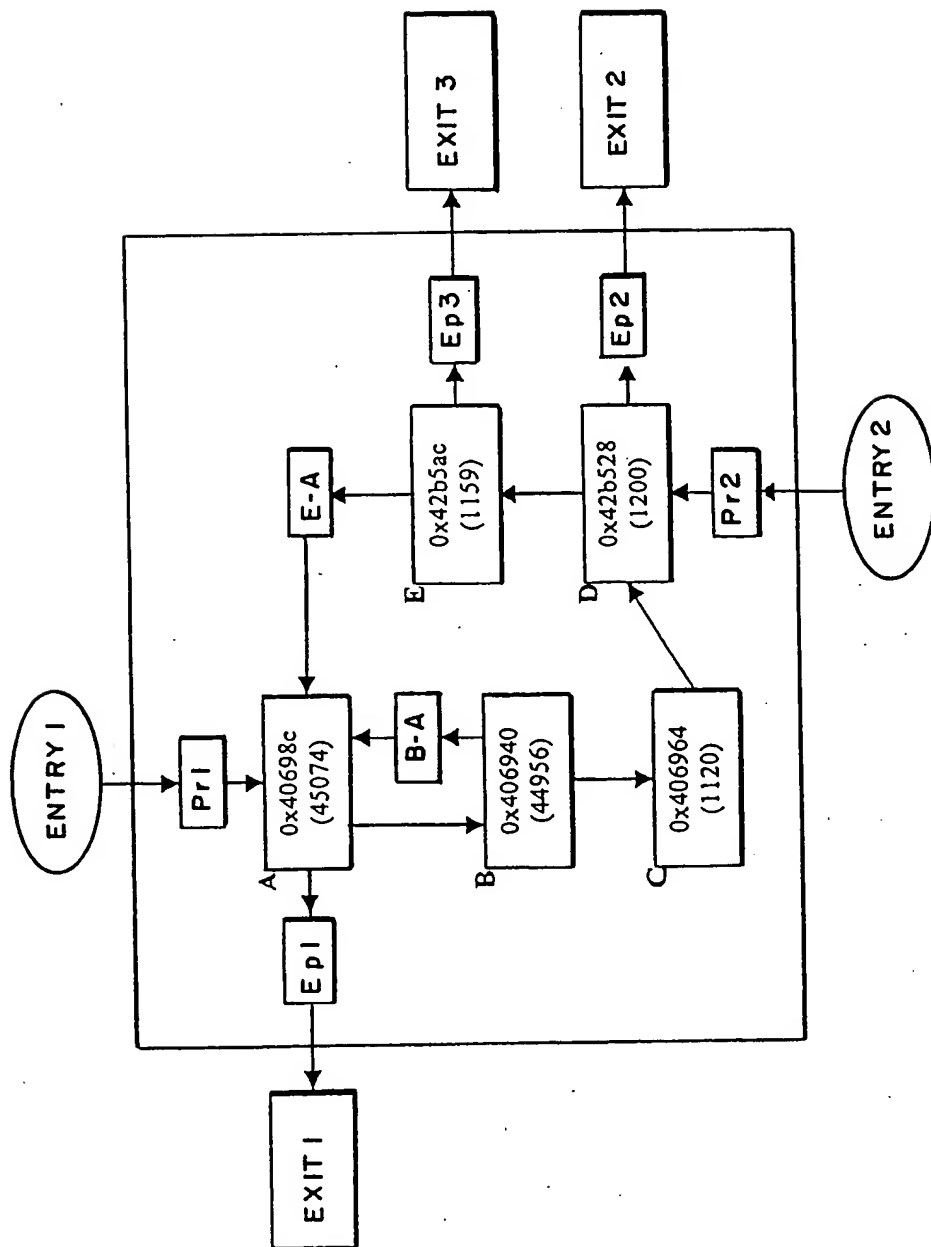 ENTRY 1
Pr1
EXIT 1
Ep1
A
0x40698c
(45074)
E-A
B-A
B
0x406940
(44956)
C
0x406964
(1120)
E
0x42b5ac
(1159)
Ep3
EXIT 3
D
0x42b528
(1200)
Ep2
EXIT 2
Pr2
ENTRY 2